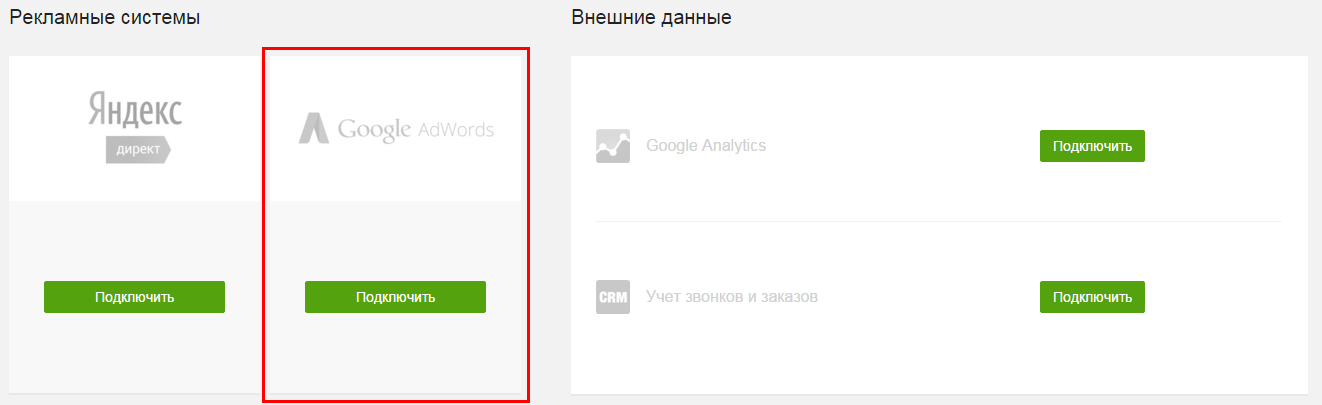 Рекламные системы
Яндекс
директ
Подключить
Google AdWords
Подключить
Внешние данные
Google Analytics
Подключить
CRM
Учет звонков и заказов
Подключить